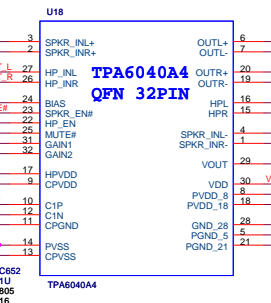 U18
3 SPKR_INL+ OUTL+ 6
2 SPKR_INR+ OUTL- 7
L 27 HP_INL TPA6040A4 OUTR+ 20
R 26 HP_INR OUTR- 19
QFN 32PIN
24 BIAS HPL 16
E# 23 SPKR_EN# HPR 15
22 HP_EN
25 MUTE# SPKR_INL- 4
31 GAIN1 SPKR_INR- 1
32 GAIN2
VOUT 29
17 HPVDD
9 CPVDD VDD 30 V
PVDD_8 8
10 C1P PVDD_18 18
12 C1N
11 CPGND GND_28 28
PGND_5 5
14 PVSS PGND_21 21
13 CPVSS
C652 TPA6040A4
1U
805
16